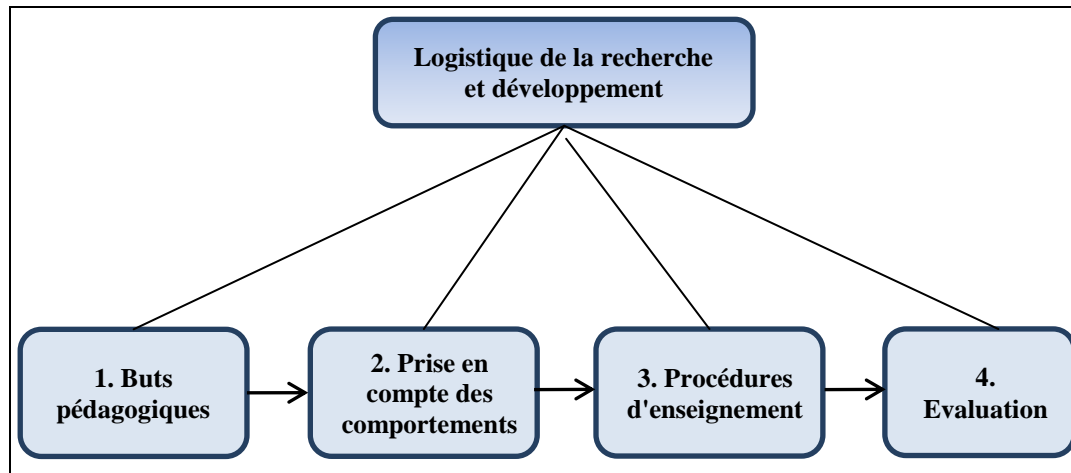 Logistique de la recherche
et développement
1. Buts
pédagogiques
2. Prise en
compte des
comportements
3. Procédures
d'enseignement
4.
Evaluation